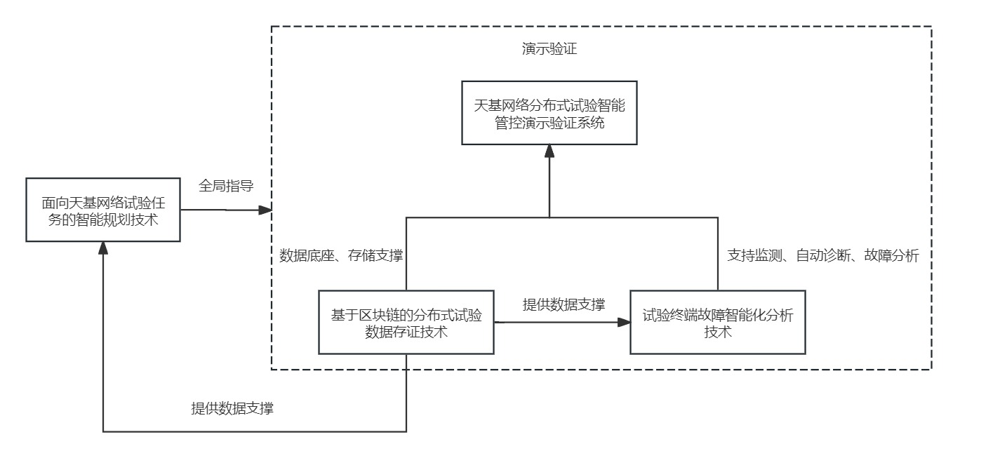 演示验证
天基网络分布式试验智能
管控演示验证系统
全局指导
面向天基网络试验任
务的智能规划技术
数据底座、存储支撑
支持监测、自动诊断、故障分析
提供数据支撑
基于区块链的分布式试验
数据存证技术
试验终端故障智能化分析
技术
提供数据支撑